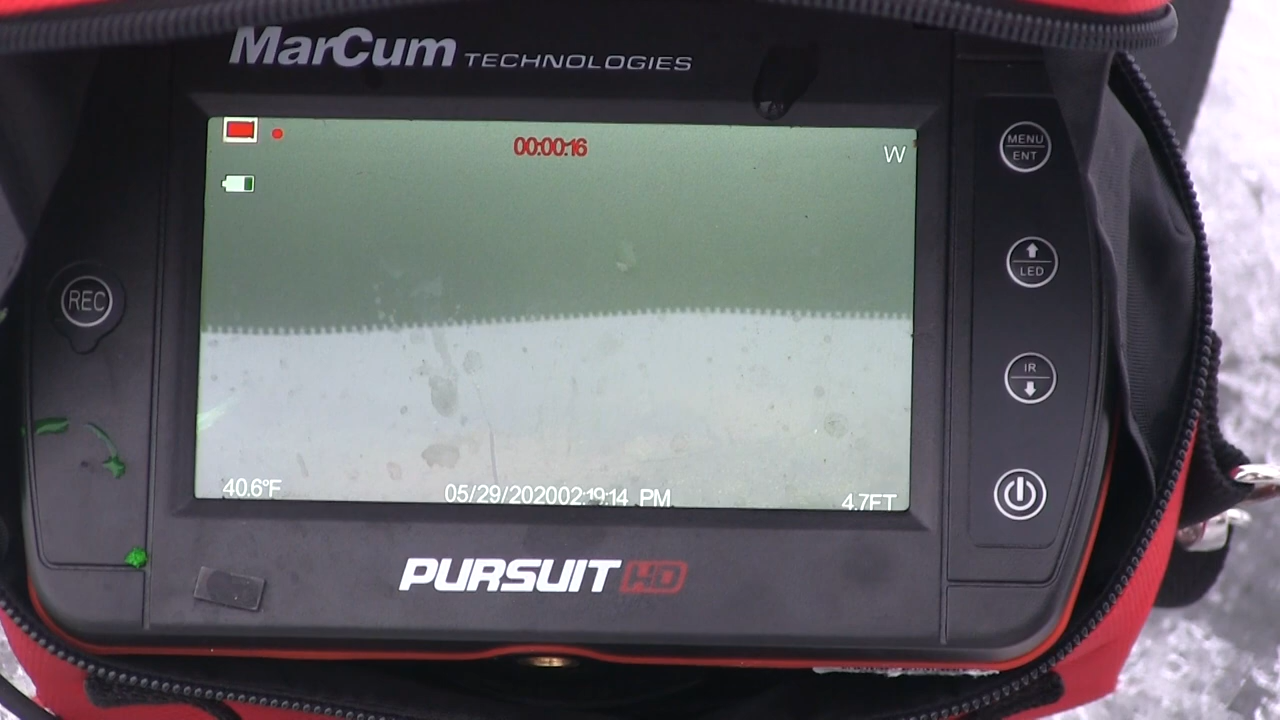 MarCum TECHNOLOGIES
00:00:16
W
MENU
ENT
LED
REC
IR
40.6°F
05/29/202002:19:14 PM
4.7FT
PURSUIT HD